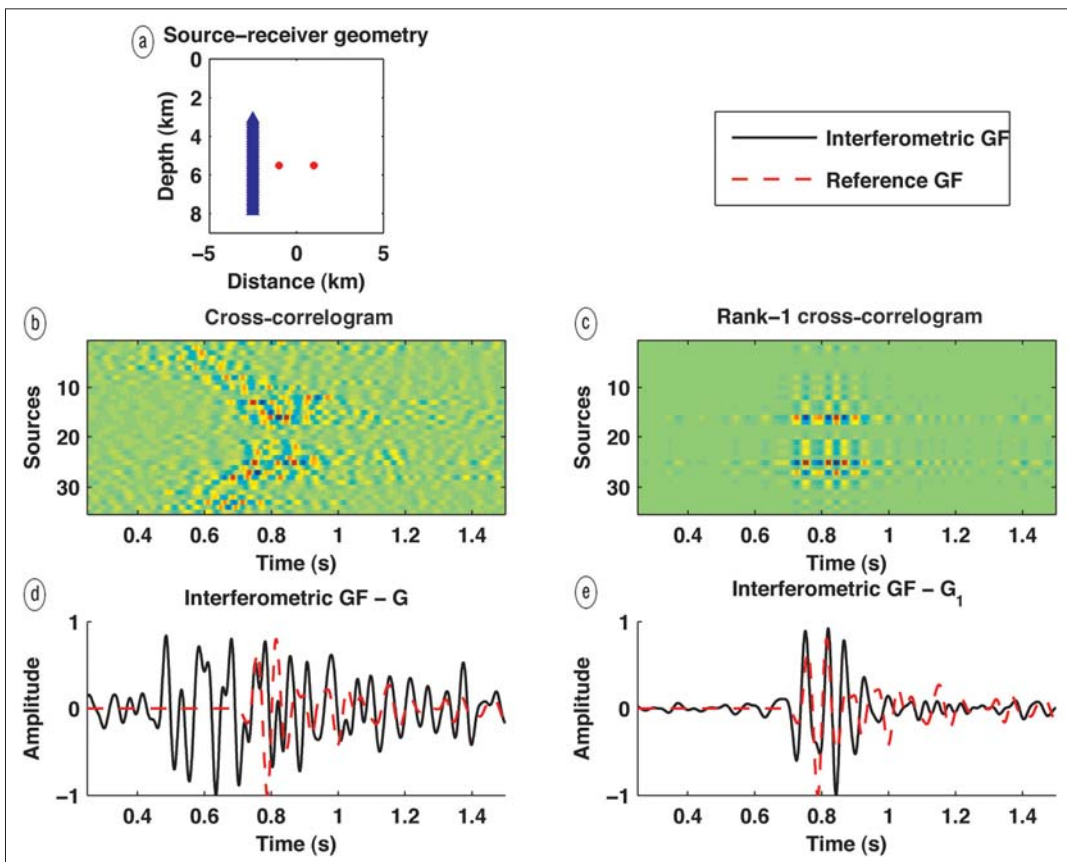 a Source–receiver geometry
0
2
4
6
8
Depth (km)
−5 0 5
Distance (km)
Interferometric GF
Reference GF
b Cross-correlogram
10
20
30
Sources
0.4 0.6 0.8 1 1.2 1.4
Time (s)
c Rank−1 cross-correlogram
10
20
30
Sources
0.4 0.6 0.8 1 1.2 1.4
Time (s)
d Interferometric GF − G
1
0
−1
Amplitude
0.4 0.6 0.8 1 1.2 1.4
Time (s)
e Interferometric GF − G₁
1
0
−1
Amplitude
0.4 0.6 0.8 1 1.2 1.4
Time (s)